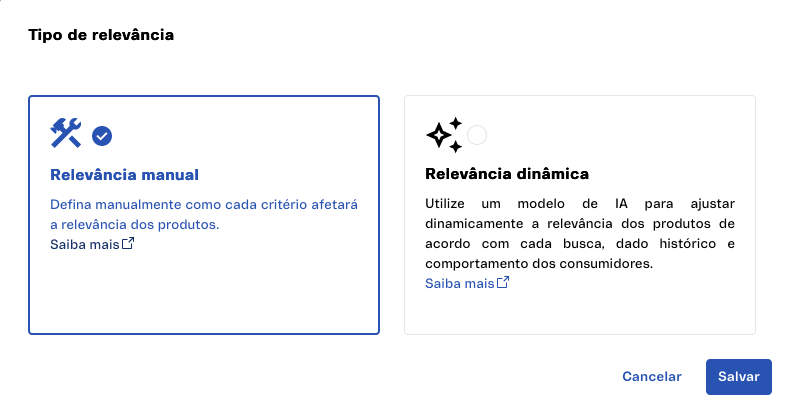 Tipo de relevância
Relevância manual
Defina manualmente como cada critério afetará
a relevância dos produtos.
Saiba mais
Relevância dinâmica
Utilize um modelo de IA para ajustar
dinamicamente a relevância dos produtos de
acordo com cada busca, dado histórico e
comportamento dos consumidores.
Saiba mais
Cancelar
Salvar